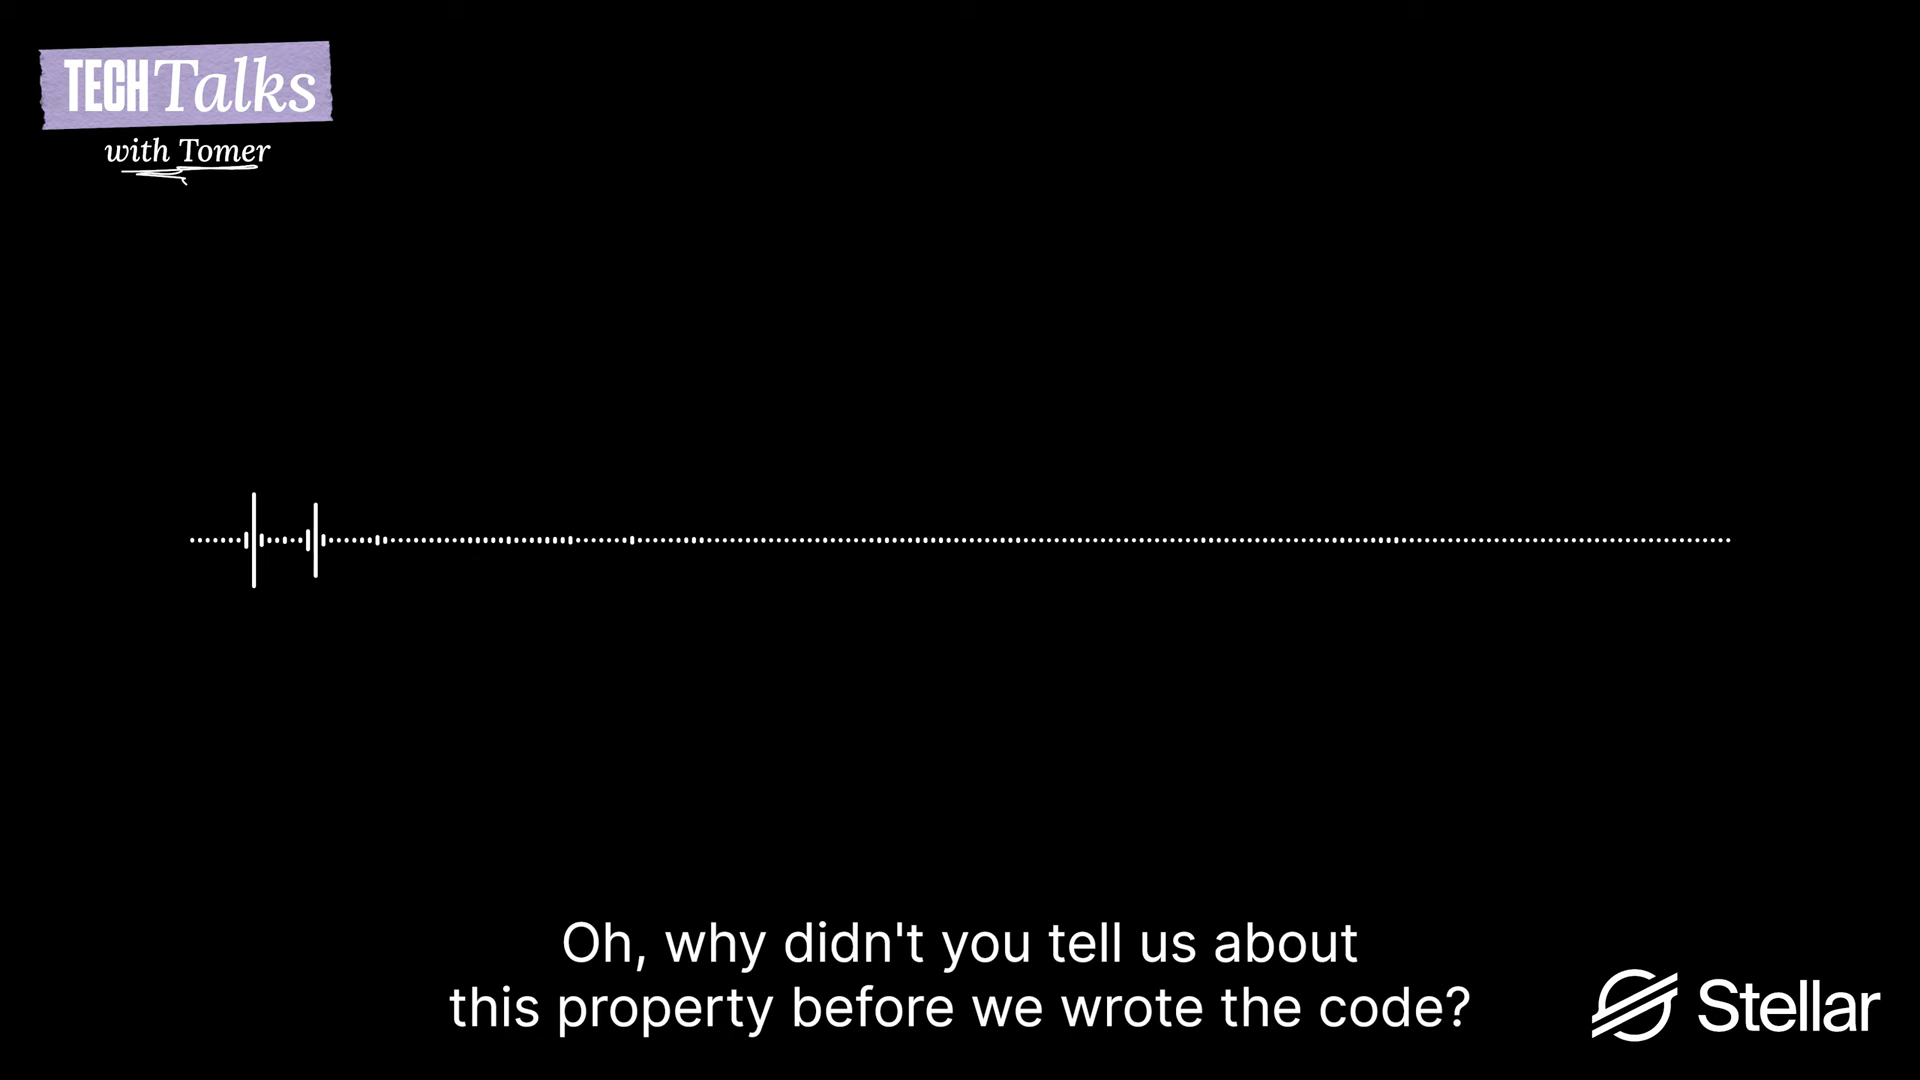 TECH Talks
with Tomer
Oh, why didn't you tell us about
this property before we wrote the code?
Stellar